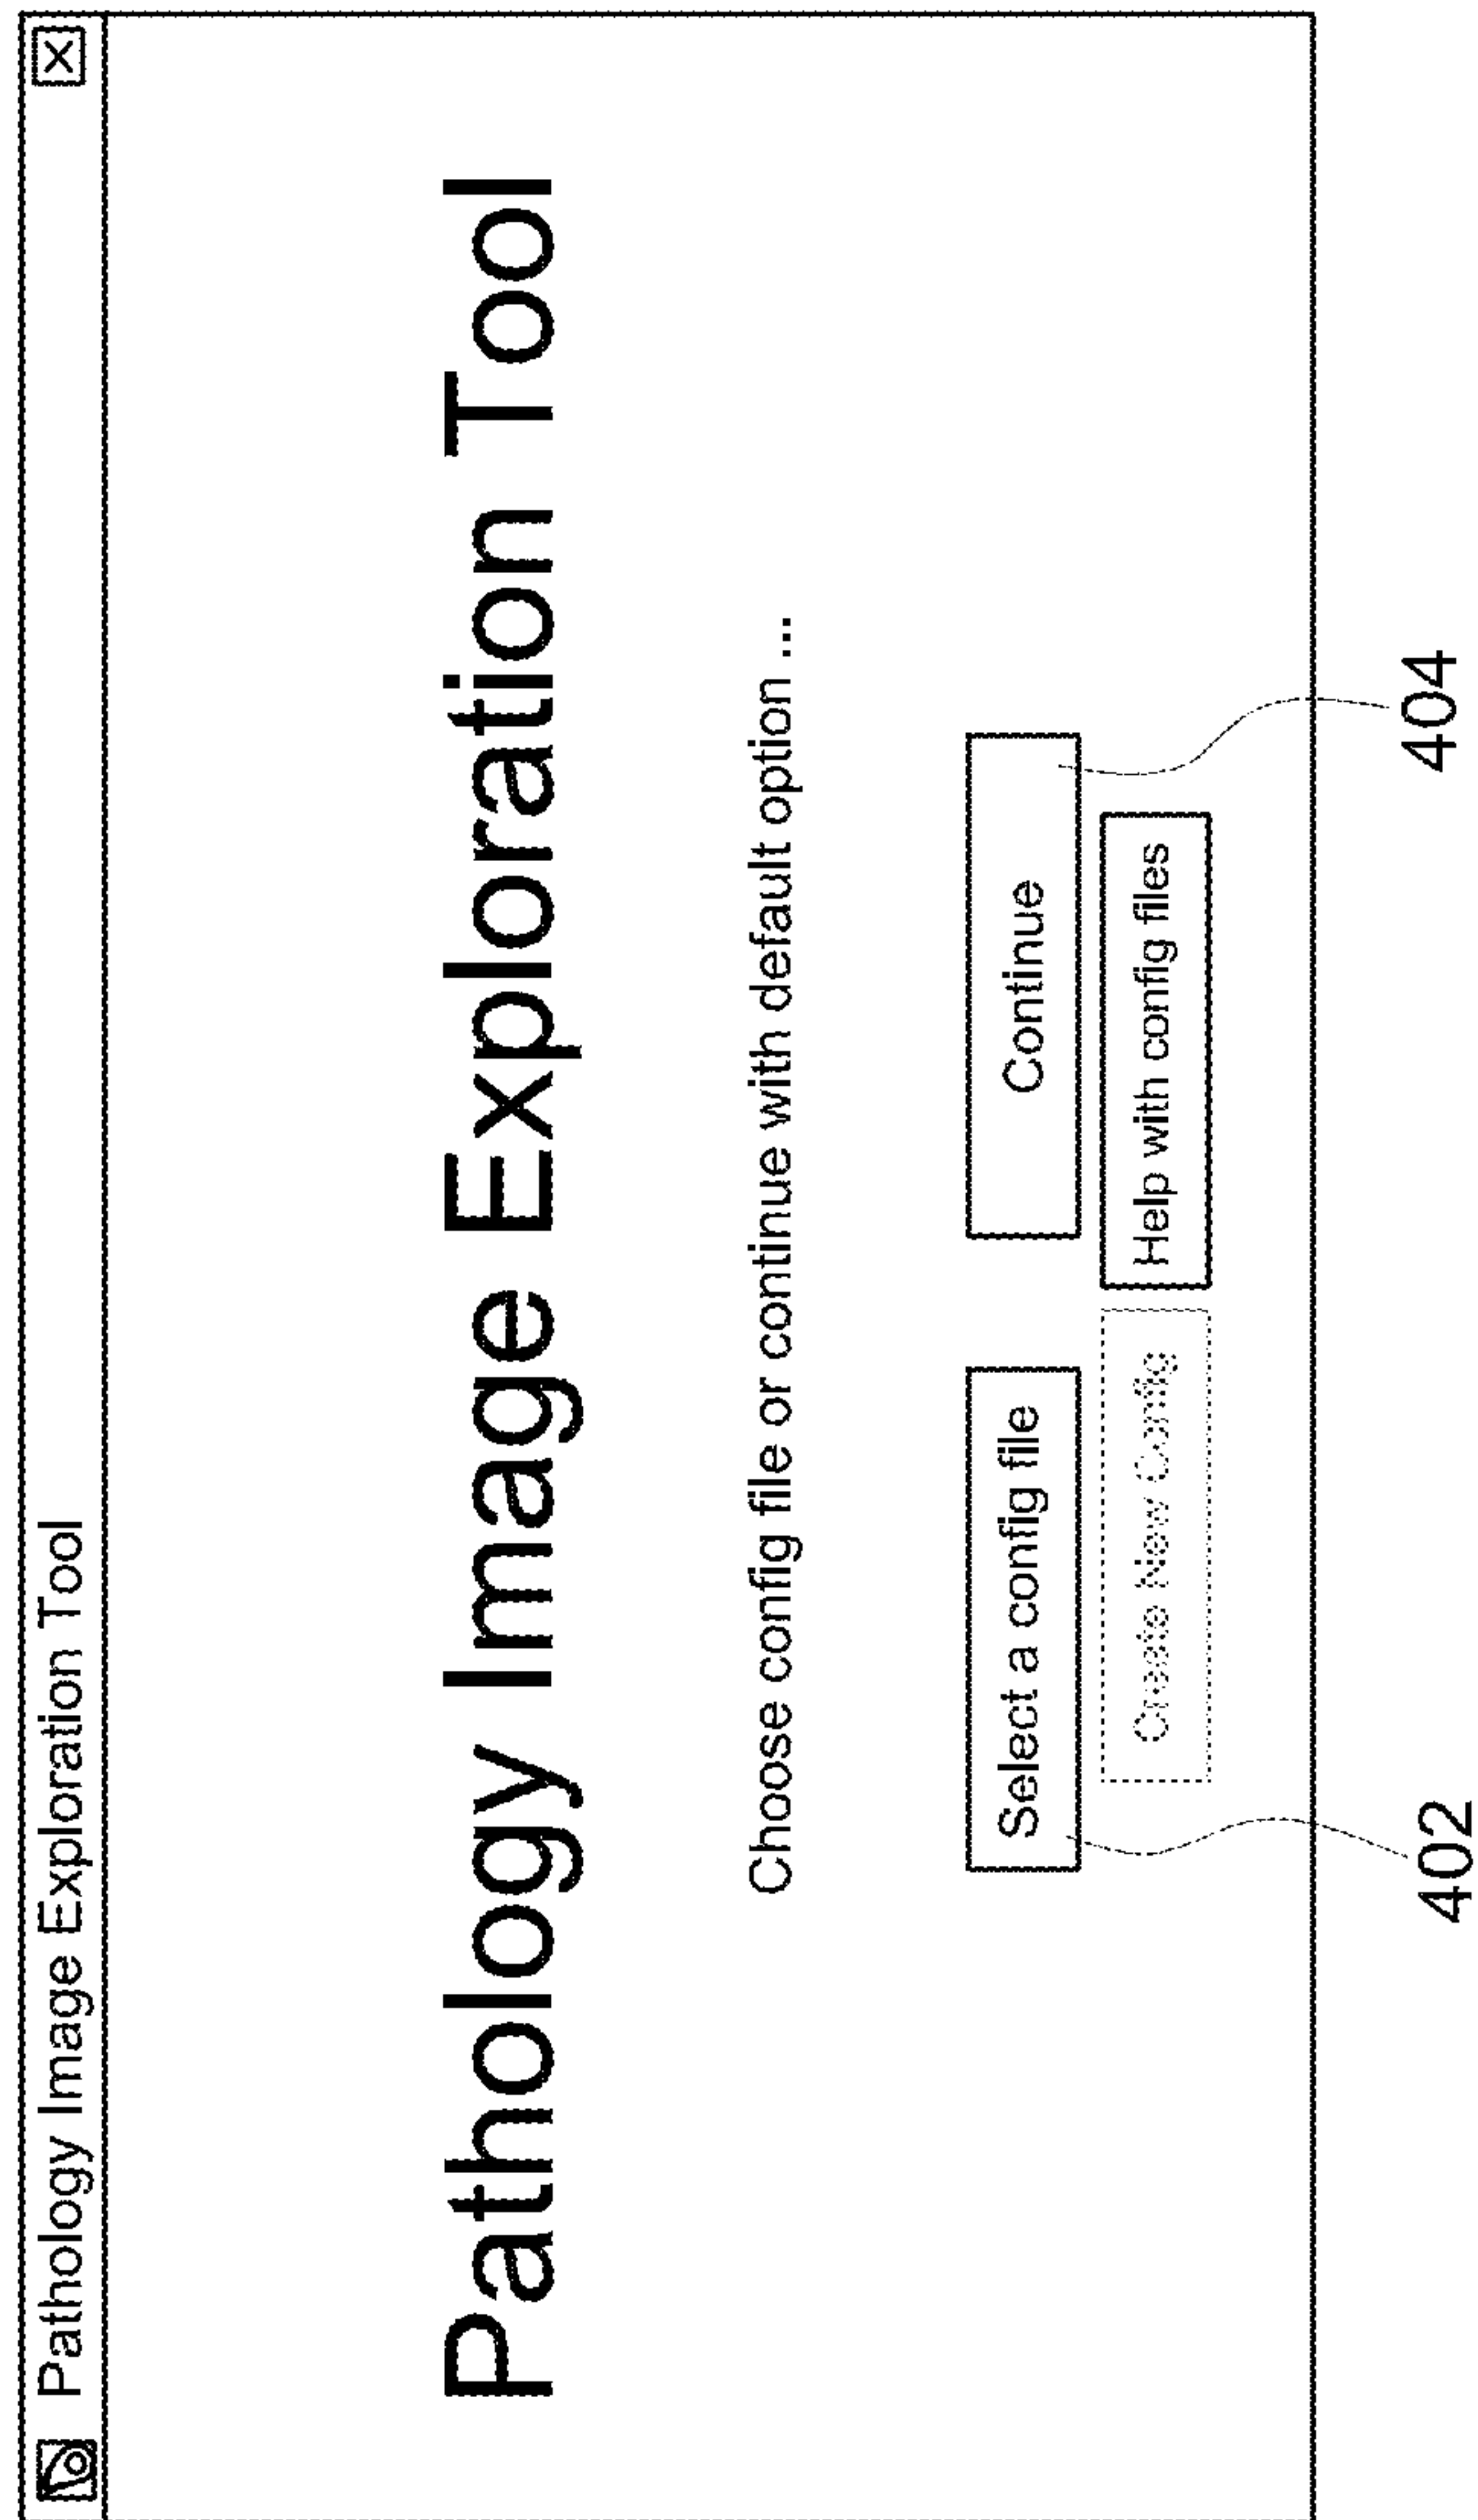 Pathology Image Exploration Tool
X
Pathology Image Exploration Tool
Choose config file or continue with default option ...
Select a config file
Continue
Create New Config
Help with config files
402
404